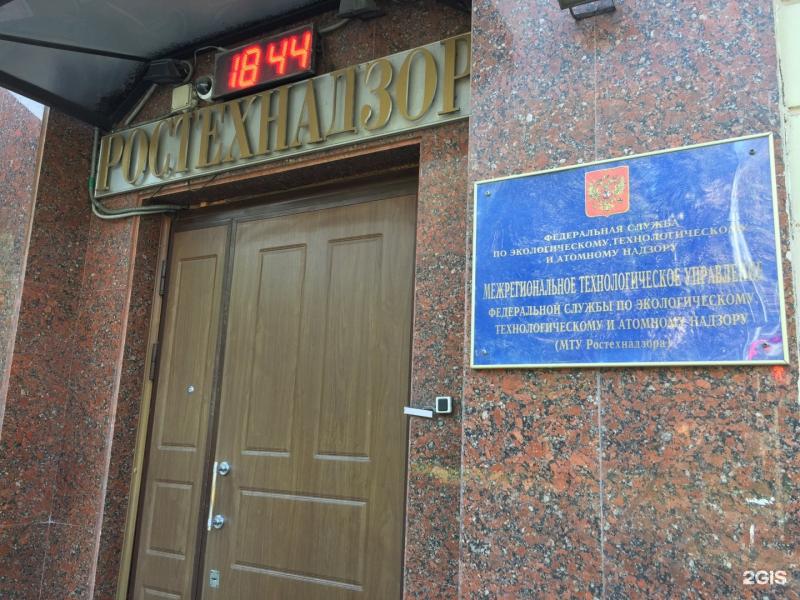 18 44
РОСТЕХНАДЗОР
ФЕДЕРАЛЬНАЯ СЛУЖБА
ПО ЭКОЛОГИЧЕСКОМУ, ТЕХНОЛОГИЧЕСКОМУ
И АТОМНОМУ НАДЗОРУ
МЕЖРЕГИОНАЛЬНОЕ ТЕХНОЛОГИЧЕСКОЕ УПРАВЛЕНИЕ
ФЕДЕРАЛЬНОЙ СЛУЖБЫ ПО ЭКОЛОГИЧЕСКОМУ
ТЕХНОЛОГИЧЕСКОМУ И АТОМНОМУ НАДЗОРУ
(МТУ Ростехнадзора)
2GIS